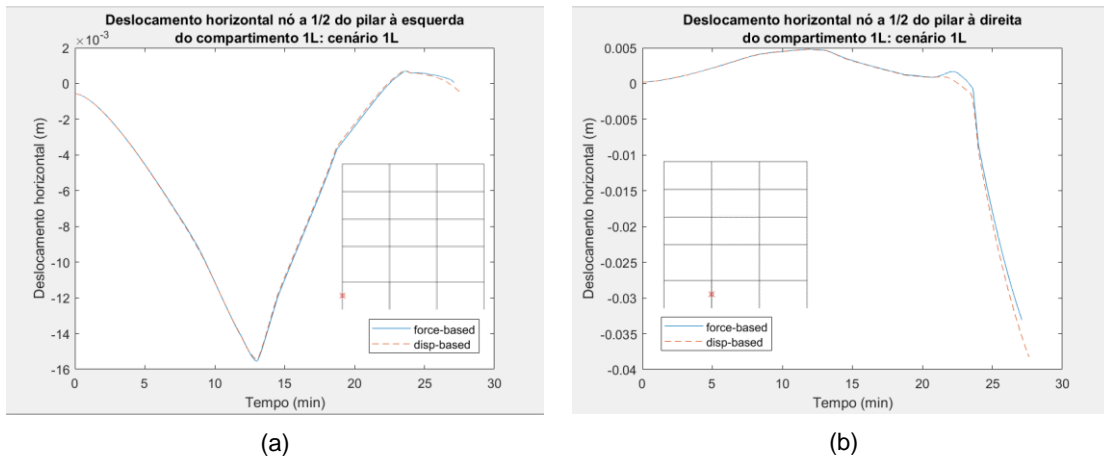 Deslocamento horizontal nó a 1/2 do pilar à esquerda
do compartimento 1L: cenário 1L
×10⁻³
2
0
-2
-4
-6
-8
-10
-12
-14
-16
Deslocamento horizontal (m)
force-based
disp-based
0 5 10 15 20 25 30
Tempo (min)
(a)
Deslocamento horizontal nó a 1/2 do pilar à direita
do compartimento 1L: cenário 1L
0.005
0
-0.005
-0.01
-0.015
-0.02
-0.025
-0.03
-0.035
-0.04
Deslocamento horizontal (m)
force-based
disp-based
0 5 10 15 20 25 30
Tempo (min)
(b)